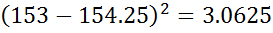 (153 − 154.25)² = 3.0625